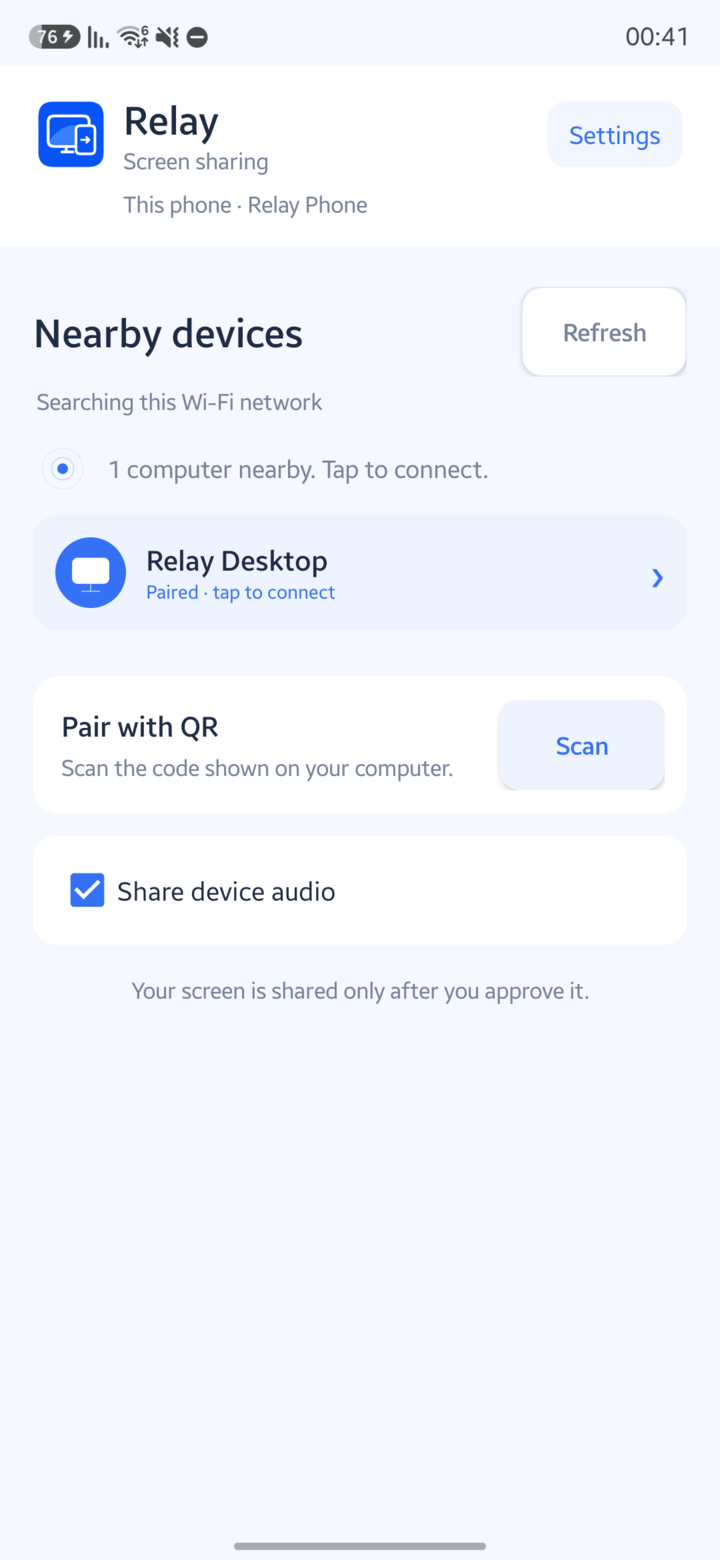 76
6
00:41
Relay
Screen sharing
This phone · Relay Phone
Settings
Nearby devices
Refresh
Searching this Wi-Fi network
1 computer nearby. Tap to connect.
Relay Desktop
Paired · tap to connect
Pair with QR
Scan the code shown on your computer.
Scan
Share device audio
Your screen is shared only after you approve it.